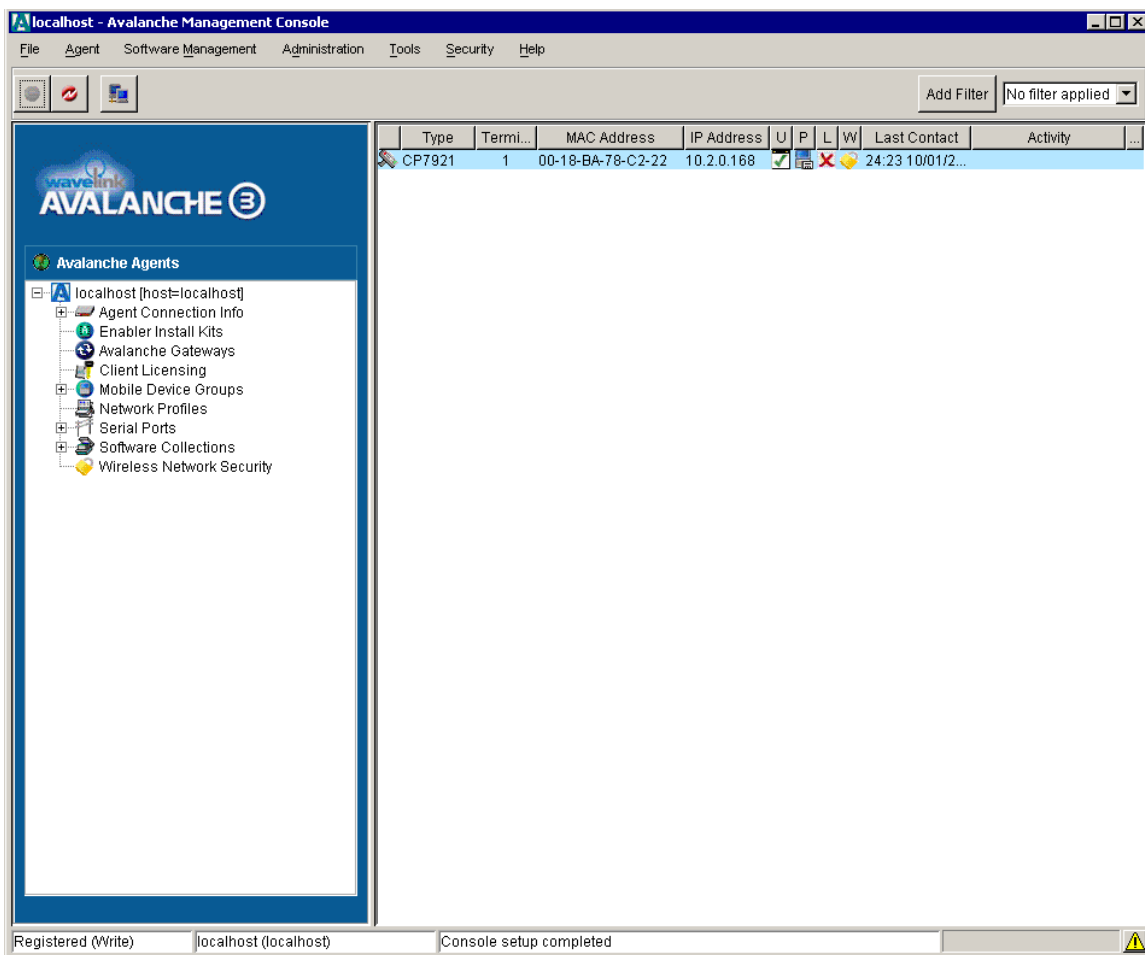 localhost - Avalanche Management Console
File Agent Software Management Administration Tools Security Help
Add Filter No filter applied
wavelink
AVALANCHE 3
Avalanche Agents
localhost [host=localhost]
Agent Connection Info
Enabler Install Kits
Avalanche Gateways
Client Licensing
Mobile Device Groups
Network Profiles
Serial Ports
Software Collections
Wireless Network Security
Type Termi... MAC Address IP Address U P L W Last Contact Activity ...
CP7921 1 00-18-BA-78-C2-22 10.2.0.168 24:23 10/01/2...
Registered (Write) localhost (localhost) Console setup completed